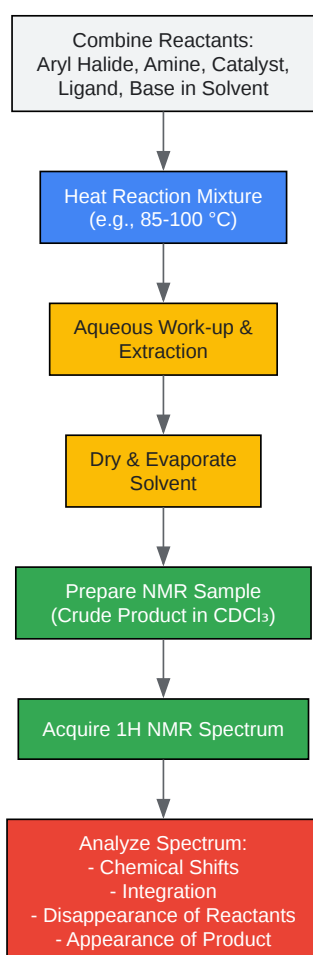 Combine Reactants:
Aryl Halide, Amine, Catalyst,
Ligand, Base in Solvent
Heat Reaction Mixture
(e.g., 85-100 °C)
Aqueous Work-up &
Extraction
Dry & Evaporate
Solvent
Prepare NMR Sample
(Crude Product in CDCl₃)
Acquire 1H NMR Spectrum
Analyze Spectrum:
- Chemical Shifts
- Integration
- Disappearance of Reactants
- Appearance of Product